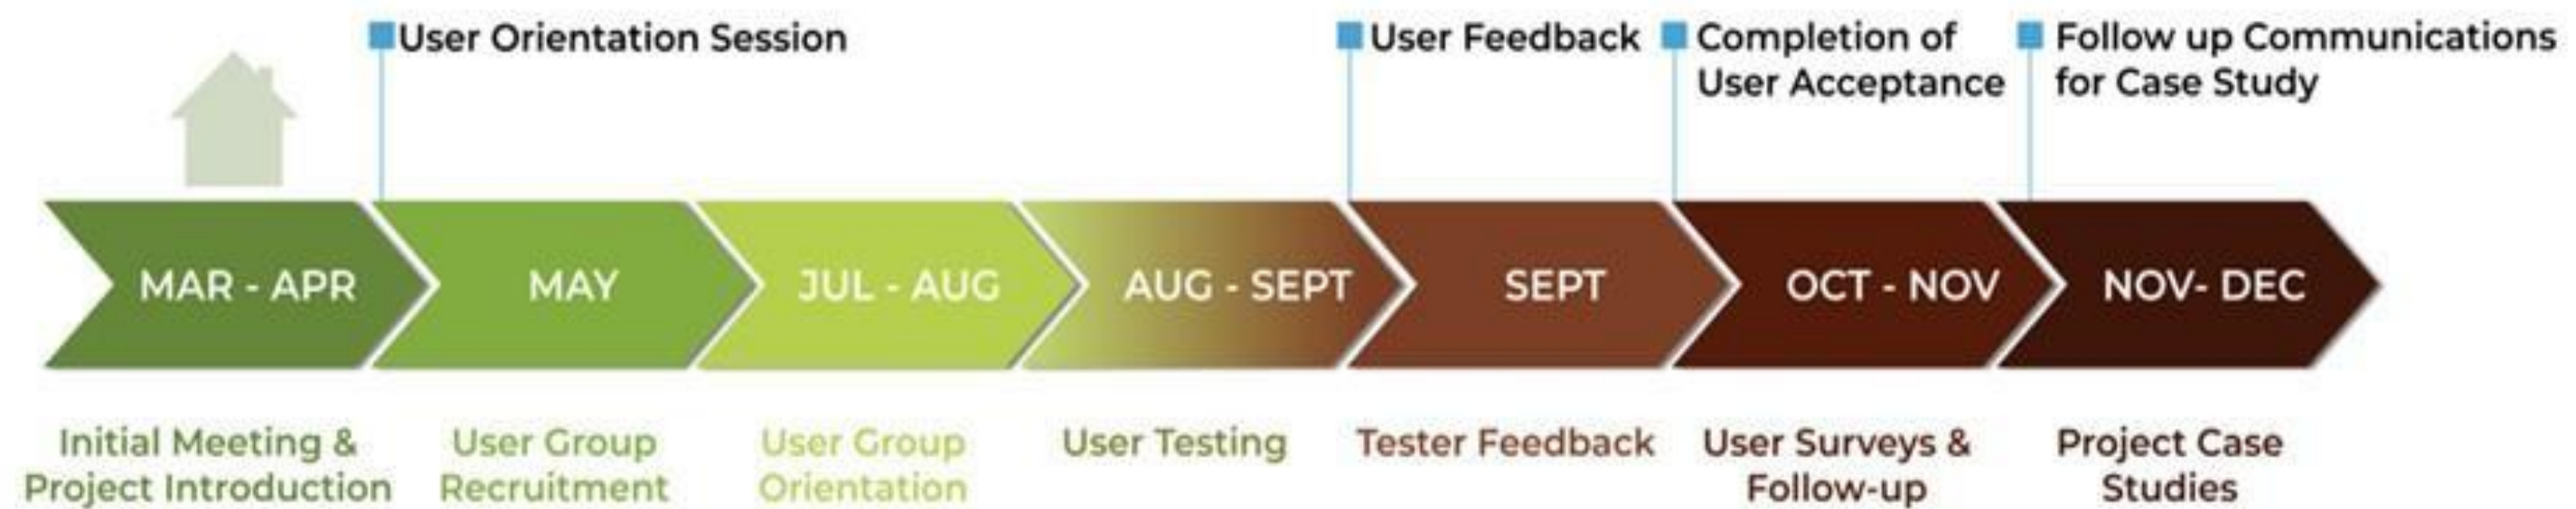 User Orientation Session
User Feedback
Completion of
User Acceptance
Follow up Communications
for Case Study
MAR - APR
MAY
JUL - AUG
AUG - SEPT
SEPT
OCT - NOV
NOV- DEC
Initial Meeting &
Project Introduction
User Group
Recruitment
User Group
Orientation
User Testing
Tester Feedback
User Surveys &
Follow-up
Project Case
Studies